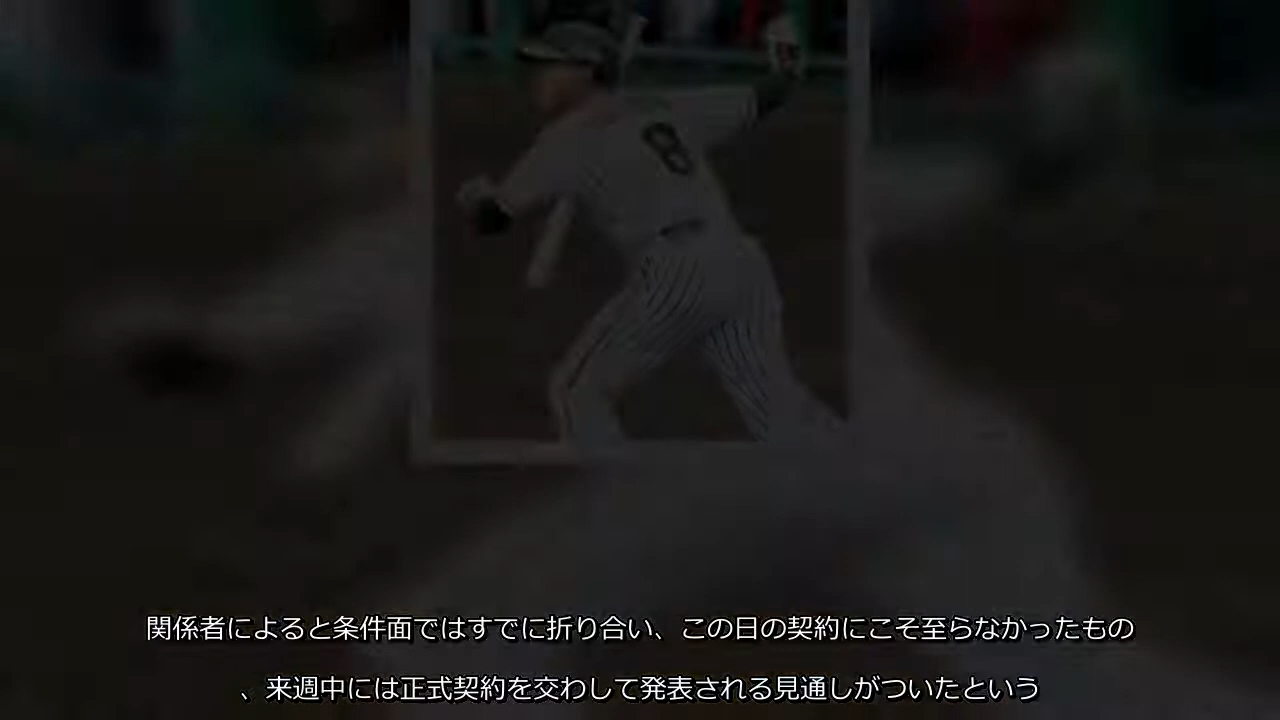 8
関係者によると条件面ではすでに折り合い、この日の契約にこそ至らなかったもの
、来週中には正式契約を交わして発表される見通しがついたという